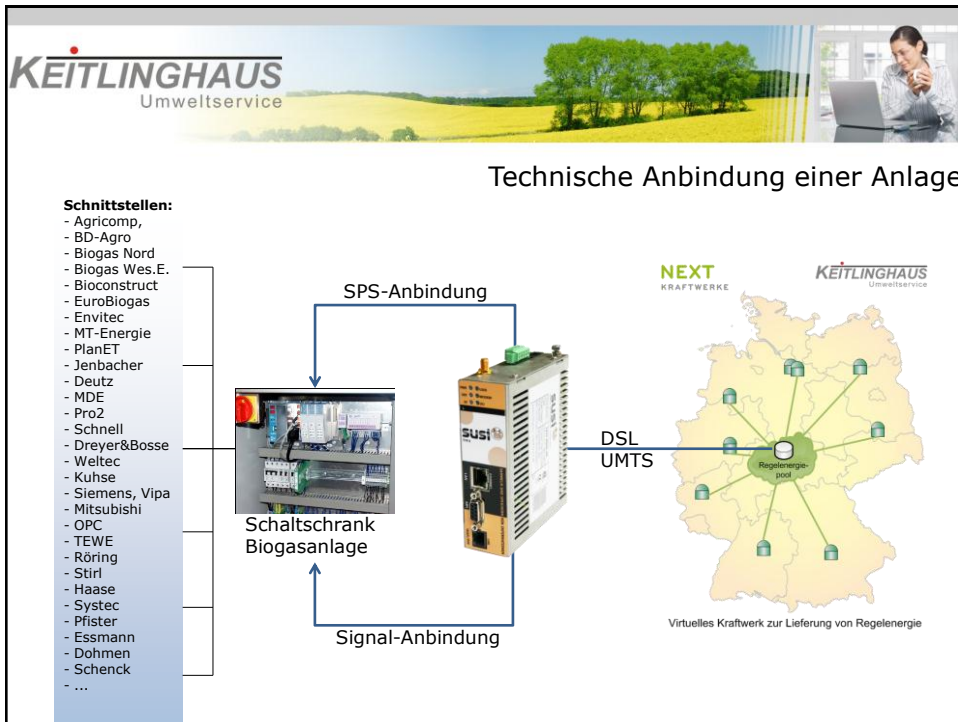 KEITLINGHAUS
Umweltservice
Technische Anbindung einer Anlage
Schnittstellen:
- Agricomp,
- BD-Agro
- Biogas Nord
- Biogas Wes.E.
- Bioconstruct
- EuroBiogas
- Envitec
- MT-Energie
- PlanET
- Jenbacher
- Deutz
- MDE
- Pro2
- Schnell
- Dreyer&Bosse
- Weltec
- Kuhse
- Siemens, Vipa
- Mitsubishi
- OPC
- TEWE
- Röring
- Stirl
- Haase
- Systec
- Pfister
- Essmann
- Dohmen
- Schenck
- ...
SPS-Anbindung
Schaltschrank
Biogasanlage
Signal-Anbindung
susi
DSL
UMTS
NEXT
KRAFTWERKE
KEITLINGHAUS
Umweltservice
Regelenergie-
pool
Virtuelles Kraftwerk zur Lieferung von Regelenergie